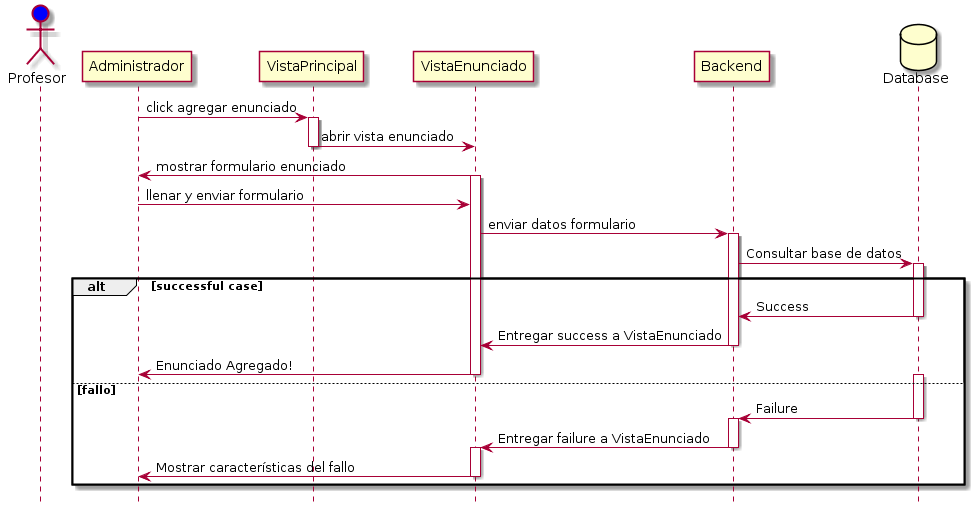 Profesor
Administrador
VistaPrincipal
VistaEnunciado
Backend
Database
click agregar enunciado
abrir vista enunciado
mostrar formulario enunciado
llenar y enviar formulario
enviar datos formulario
Consultar base de datos
alt
[successful case]
Success
Entregar success a VistaEnunciado
Enunciado Agregado!
[fallo]
Failure
Entregar failure a VistaEnunciado
Mostrar características del fallo